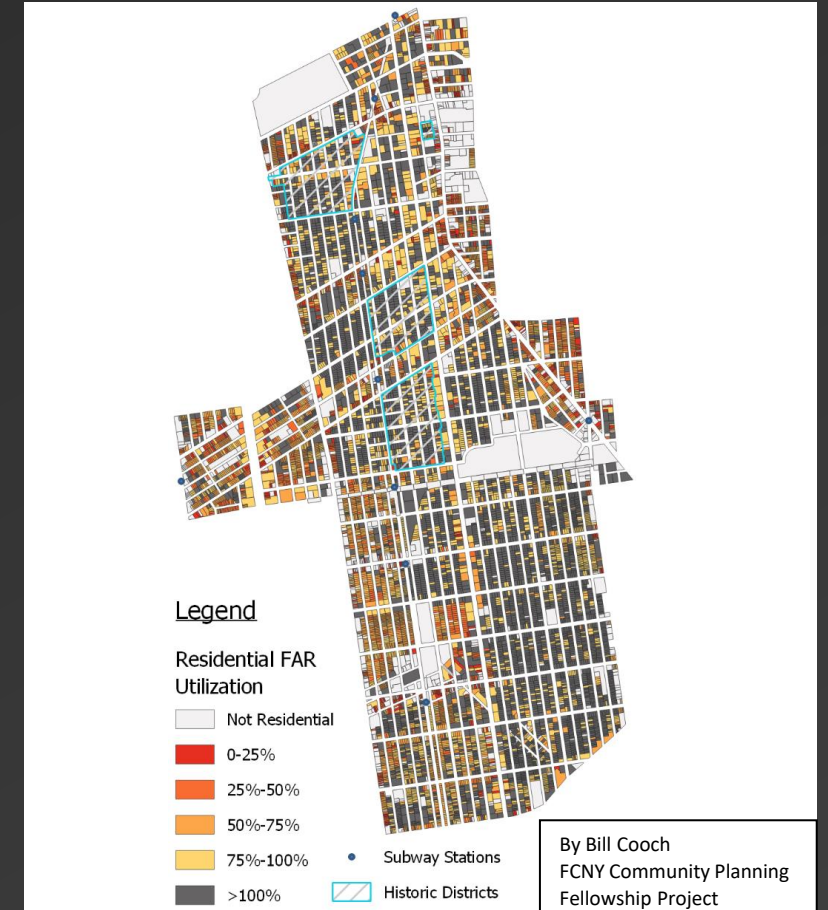 Legend
Residential FAR
Utilization
Not Residential
0-25%
25%-50%
50%-75%
75%-100%
>100%
Subway Stations
Historic Districts
By Bill Cooch
FCNY Community Planning
Fellowship Project